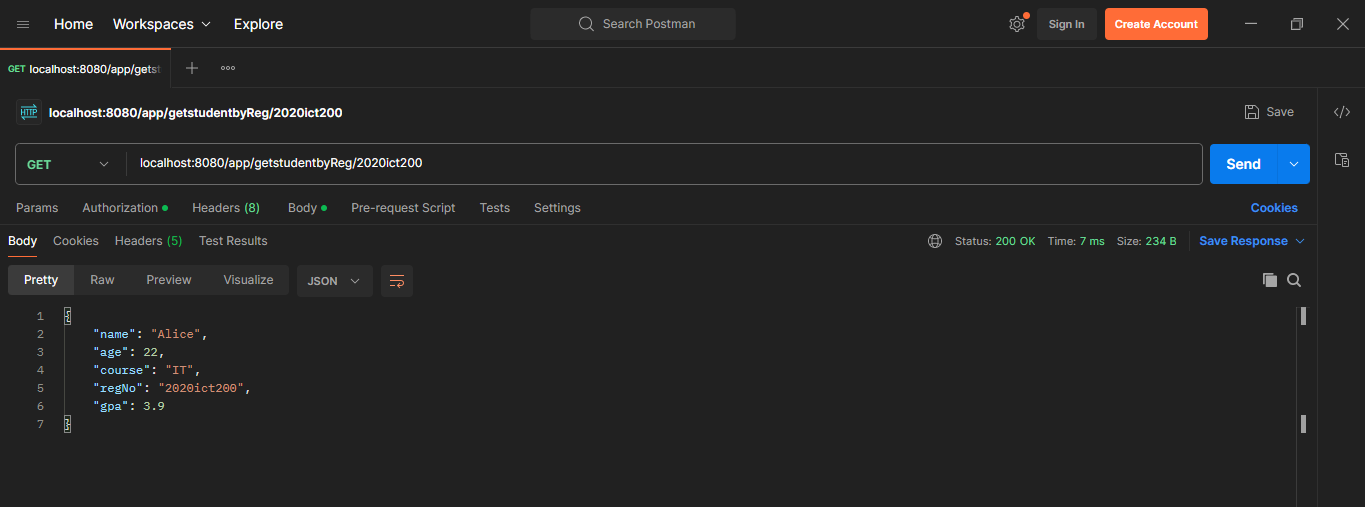 Home Workspaces Explore Search Postman Sign In Create Account
GET localhost:8080/app/getst
HTTP localhost:8080/app/getstudentbyReg/2020ict200 Save
GET localhost:8080/app/getstudentbyReg/2020ict200 Send
Params Authorization Headers (8) Body Pre-request Script Tests Settings Cookies
Body Cookies Headers (5) Test Results Status: 200 OK Time: 7 ms Size: 234 B Save Response
Pretty Raw Preview Visualize JSON
1 {
2 "name": "Alice",
3 "age": 22,
4 "course": "IT",
5 "regNo": "2020ict200",
6 "gpa": 3.9
7 }